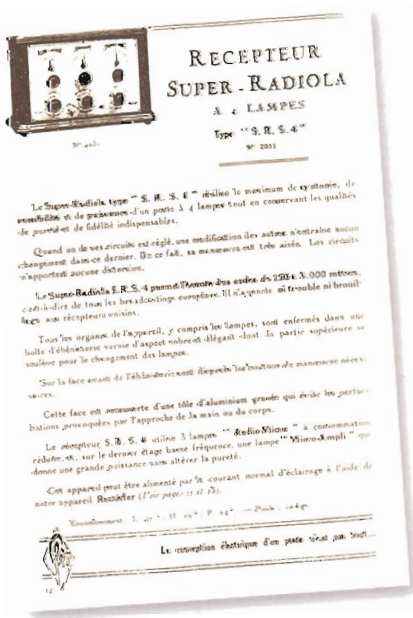 RECEPTEUR
SUPER-RADIOLA
A 4 LAMPES
Type "S. R. S. 4"
N° 2031
Le Super-Radiola type "S. R. S. 4" réalise le maximum de syntonie, de
sensibilité et de puissance d'un poste à 4 lampes tout en conservant les qualités
de pureté et de fidélité indispensables.
Quand un de ses circuits est réglé, une modification des autres n'entraîne aucun
changement dans ce dernier. De ce fait, sa manœuvre est très aisée. Les circuits
n'apportent aucune distorsion.
Le Super-Radiola S.R.S. 4 permet l'écoute des ondes de 250 à 3.000 mètres,
c'est-à-dire de tous les broadcastings européens. Il n'apporte ni trouble ni brouil-
lage aux récepteurs voisins.
Tous les organes de l'appareil, y compris les lampes, sont enfermés dans une
boîte d'ébénisterie vernie d'aspect sobre et élégant dont la partie supérieure se
soulève pour le changement des lampes.
Sur la face avant de l'ébénisterie sont disposés les boutons de manœuvre néces-
saires.
Cette face est recouverte d'une tôle d'aluminium gravée qui évite les pertur-
bations provoquées par l'approche de la main ou du corps.
Le récepteur S. R. S. 4 utilise 3 lampes "Radio-Micro" à consommation
réduite, et, sur le dernier étage basse fréquence, une lampe "Micro-Ampli" qui
donne une grande puissance sans altérer la pureté.
Cet appareil peut être alimenté par le courant normal d'éclairage à l'aide de
notre appareil Rectifier (Voir pages 11 et 13).
La conception électrique d'un poste n'est pas tout...